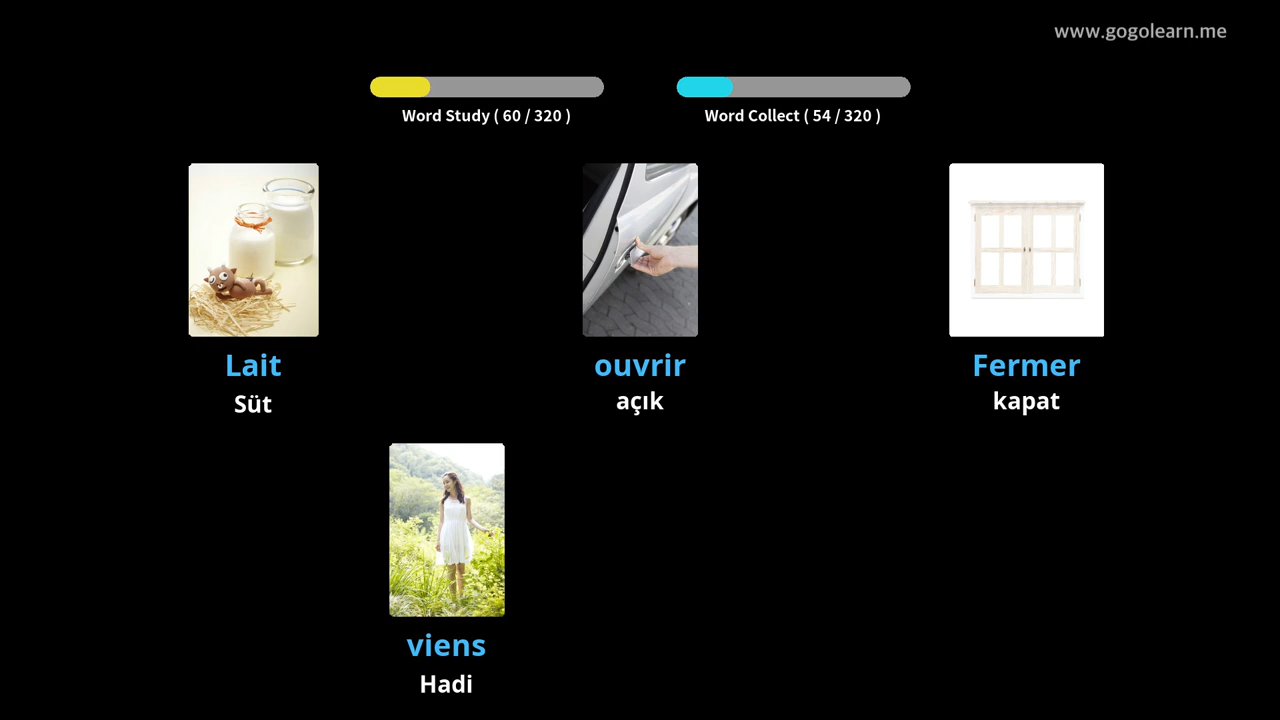 www.gogolearn.me
Word Study ( 60 / 320 )
Word Collect ( 54 / 320 )
Lait
Süt
ouvrir
açık
Fermer
kapat
viens
Hadi